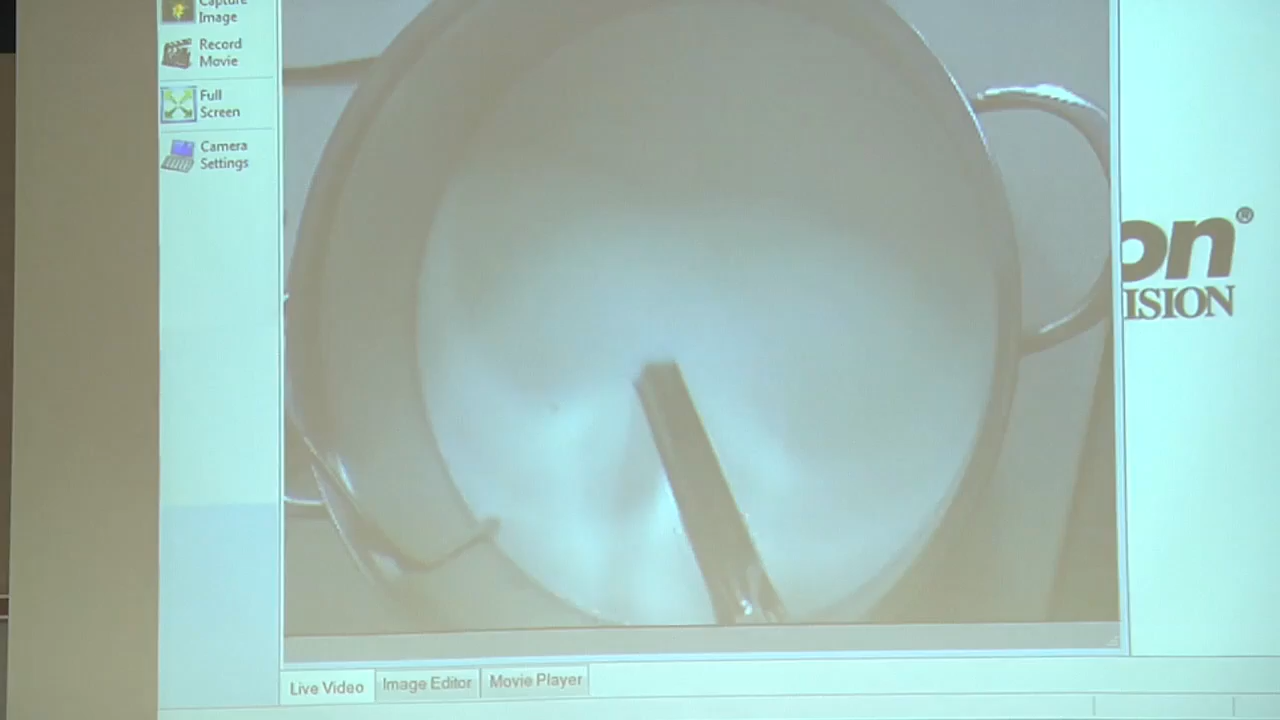 Capture
Image
Record
Movie
Full
Screen
Camera
Settings
on®
ISION
Live Video
Image Editor
Movie Player